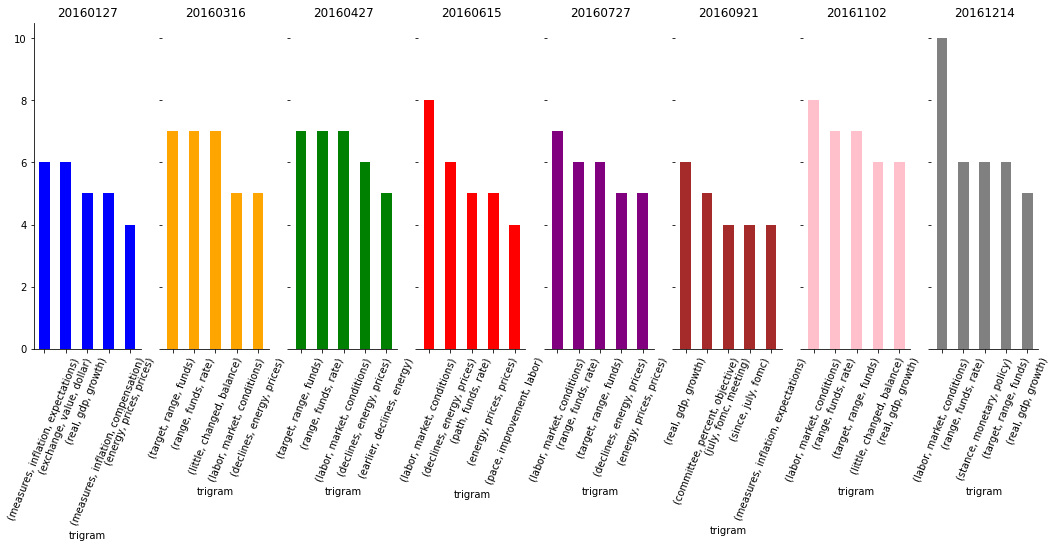 20160127
20160316
20160427
20160615
20160727
20160921
20161102
20161214
10
8
6
4
2
0
(measures, inflation, expectations)
(exchange, value, dollar)
(real, gdp, growth)
(measures, inflation, compensation)
(energy, prices, prices)
trigram
(target, range, funds)
(range, funds, rate)
(little, changed, balance)
(labor, market, conditions)
(declines, energy, prices)
trigram
(target, range, funds)
(range, funds, rate)
(labor, market, conditions)
(declines, energy, prices)
(earlier, declines, energy)
trigram
(labor, market, conditions)
(declines, energy, prices)
(path, funds, rate)
(energy, prices, prices)
(pace, improvement, labor)
trigram
(labor, market, conditions)
(range, funds, rate)
(target, range, funds)
(declines, energy, prices)
(energy, prices, prices)
trigram
(real, gdp, growth)
(committee, percent, objective)
(july, fomc, meeting)
(since, july, fomc)
(measures, inflation, expectations)
trigram
(labor, market, conditions)
(range, funds, rate)
(target, range, funds)
(little, changed, balance)
(real, gdp, growth)
trigram
(labor, market, conditions)
(range, funds, rate)
(stance, monetary, policy)
(target, range, funds)
(real, gdp, growth)
trigram